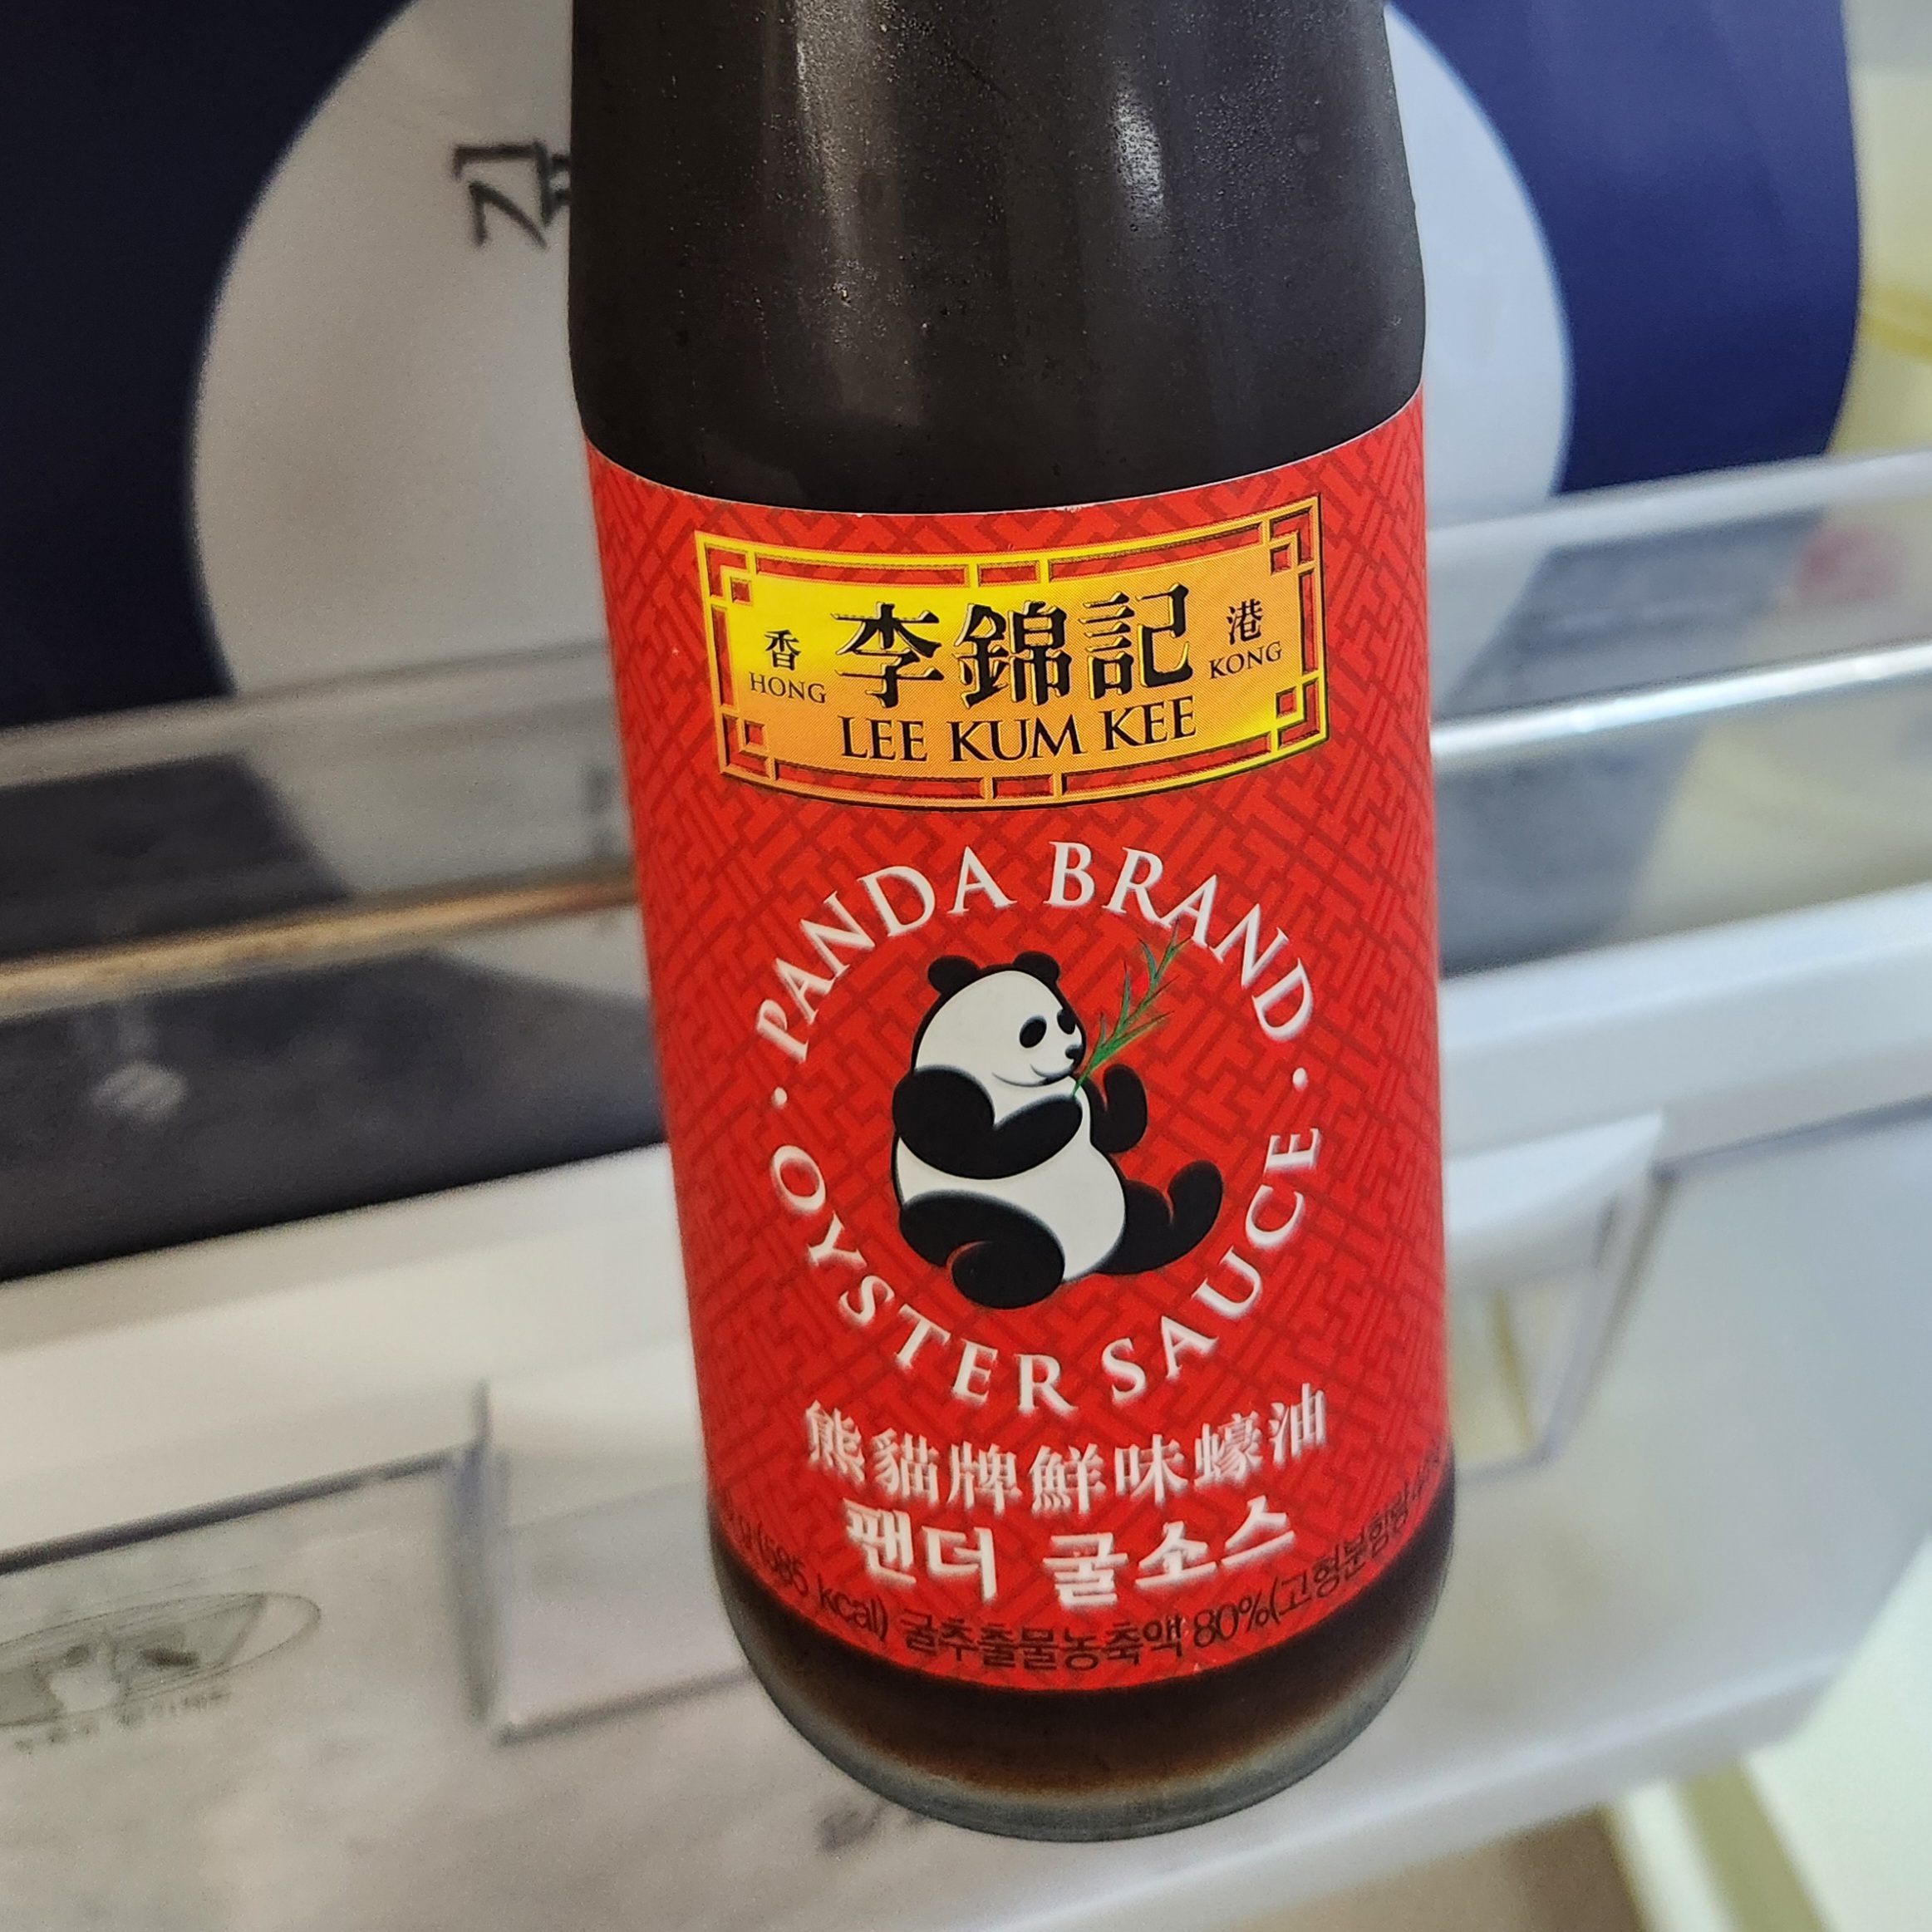 香 李錦記 港
HONG KONG
LEE KUM KEE
PANDA BRAND
OYSTER SAUCE
熊貓牌鮮味蠔油
팬더 굴소스
(585 kcal) 굴추출물농축액 80%(고형분함량